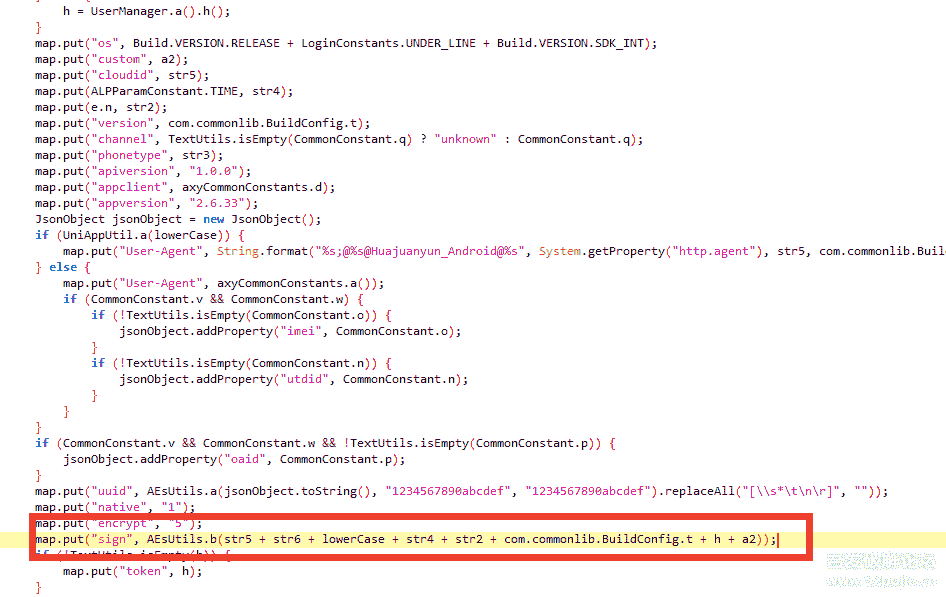 h = UserManager.a().h();
}
map.put("os", Build.VERSION.RELEASE + LoginConstants.UNDER_LINE + Build.VERSION.SDK_INT);
map.put("custom", a2);
map.put("cloudid", str5);
map.put(ALPParamConstant.TIME, str4);
map.put(e.n, str2);
map.put("version", com.commonlib.BuildConfig.t);
map.put("channel", TextUtils.isEmpty(CommonConstant.q) ? "unknown" : CommonConstant.q);
map.put("phonetype", str3);
map.put("apiversion", "1.0.0");
map.put("appclient", axyCommonConstants.d);
map.put("appversion", "2.6.33");
JsonObject jsonObject = new JsonObject();
if (UniAppUtil.a(lowerCase)) {
map.put("User-Agent", String.format("%s;@%s@Huajuanyun_Android@%s", System.getProperty("http.agent"), str5, com.commonlib.Buil
} else {
map.put("User-Agent", axyCommonConstants.a());
if (CommonConstant.v && CommonConstant.w) {
if (!TextUtils.isEmpty(CommonConstant.o)) {
jsonObject.addProperty("imei", CommonConstant.o);
}
if (!TextUtils.isEmpty(CommonConstant.n)) {
jsonObject.addProperty("utdid", CommonConstant.n);
}
}
}
if (CommonConstant.v && CommonConstant.w && !TextUtils.isEmpty(CommonConstant.p)) {
jsonObject.addProperty("oaid", CommonConstant.p);
}
map.put("uuid", AEsUtils.a(jsonObject.toString(), "1234567890abcdef", "1234567890abcdef").replaceAll("[\\s*\t\n\r]", ""));
map.put("native", "1");
map.put("encrypt", "5");
map.put("sign", AEsUtils.b(str5 + str6 + lowerCase + str4 + str2 + com.commonlib.BuildConfig.t + h + a2));
if (!TextUtils.isEmpty(h)) {
map.put("token", h);
}